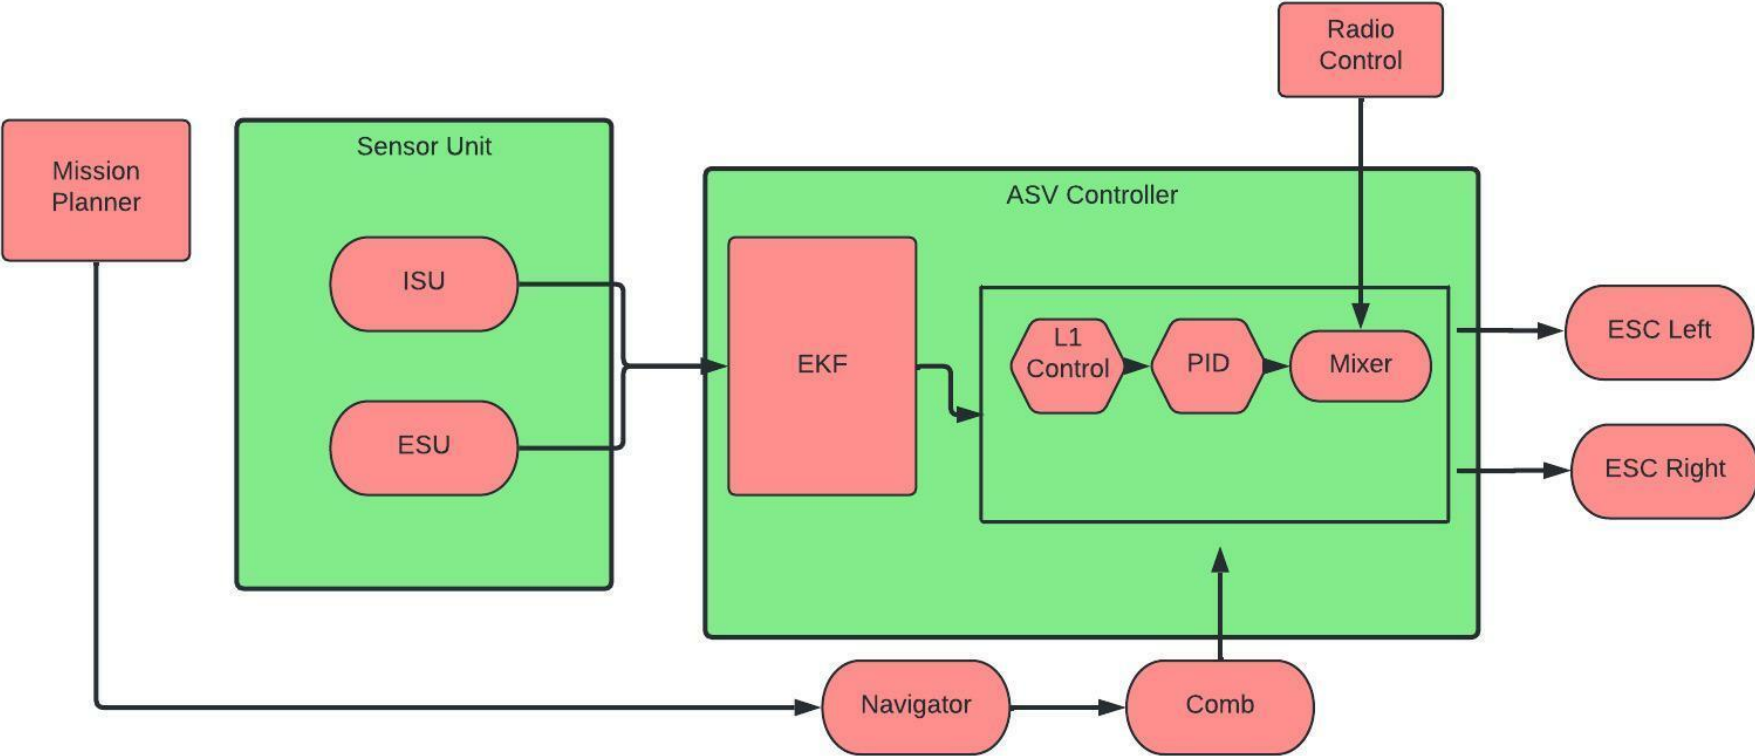 Radio
Control
Mission
Planner
Sensor Unit
ASV Controller
ISU
ESU
EKF
L1
Control
PID
Mixer
ESC Left
ESC Right
Navigator
Comb